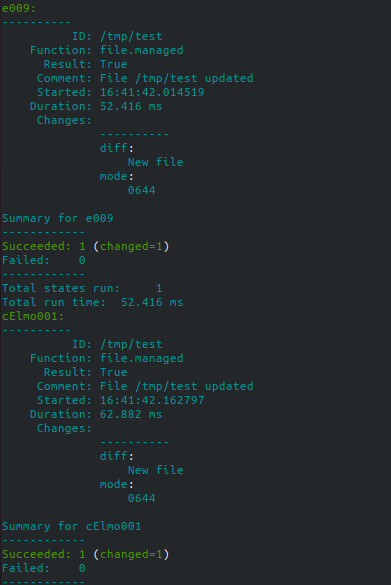 e009:
----------
          ID: /tmp/test
    Function: file.managed
      Result: True
     Comment: File /tmp/test updated
     Started: 16:41:42.014519
    Duration: 52.416 ms
     Changes:
              ----------
              diff:
                  New file
              mode:
                  0644

Summary for e009
------------
Succeeded: 1 (changed=1)
Failed:    0
------------
Total states run:     1
Total run time:  52.416 ms
cElmo001:
----------
          ID: /tmp/test
    Function: file.managed
      Result: True
     Comment: File /tmp/test updated
     Started: 16:41:42.162797
    Duration: 62.882 ms
     Changes:
              ----------
              diff:
                  New file
              mode:
                  0644

Summary for cElmo001
------------
Succeeded: 1 (changed=1)
Failed:    0
------------